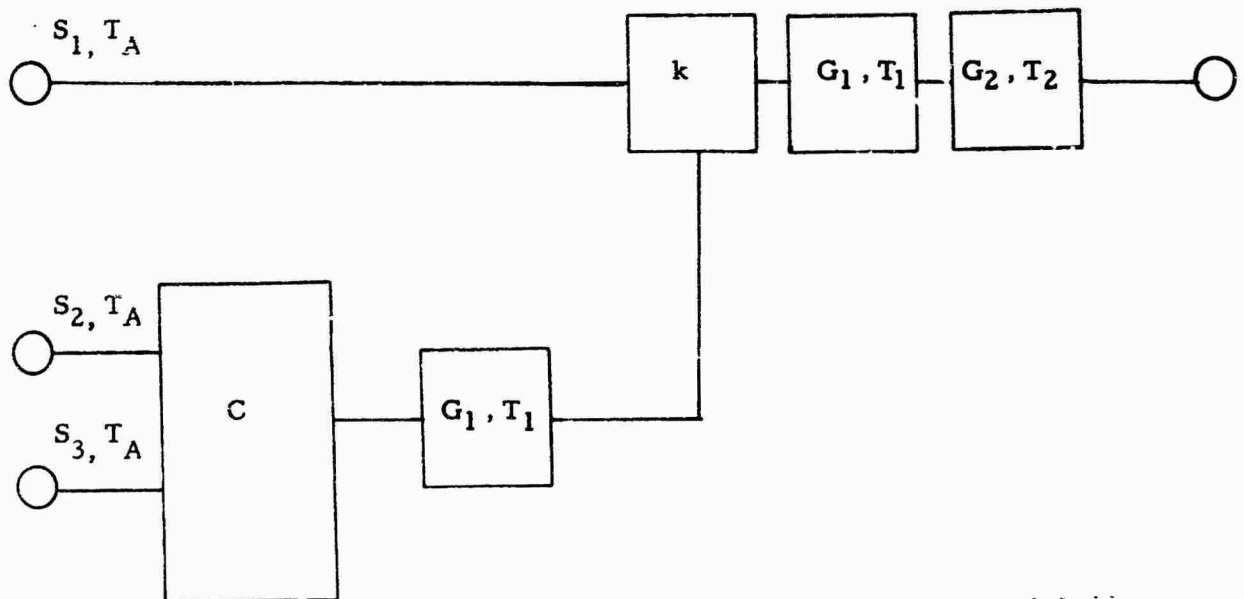 S1, TA
k
G1, T1
G2, T2
S2, TA
C
G1, T1
S3, TA